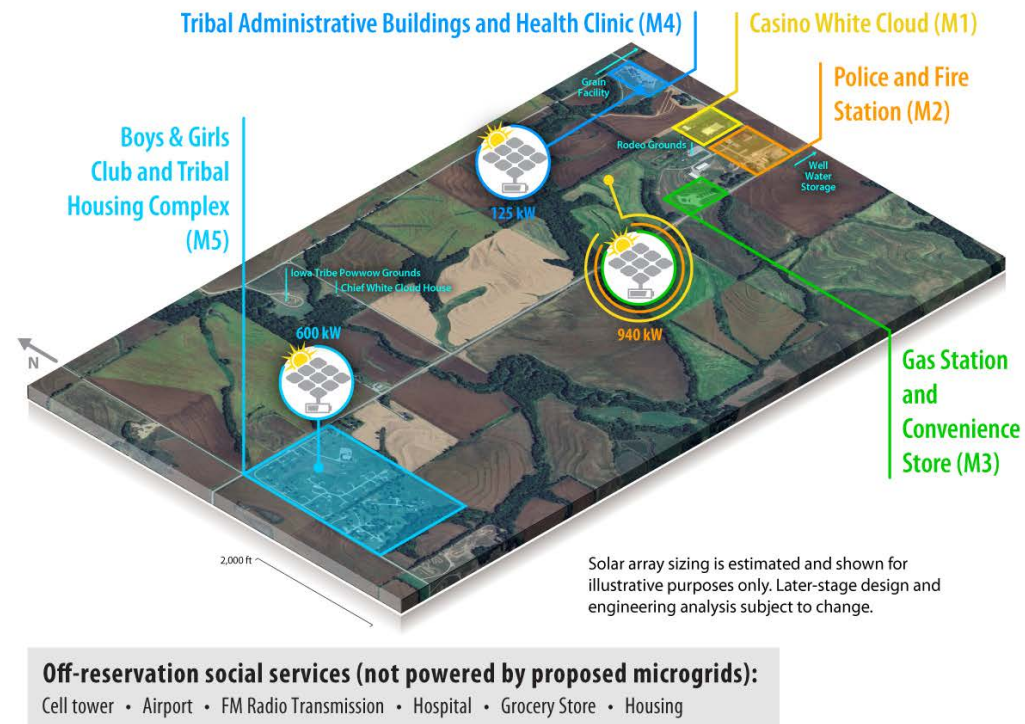 Tribal Administrative Buildings and Health Clinic (M4)
Casino White Cloud (M1)
Police and Fire
Station (M2)
Grain
Facility
Rodeo Grounds
Well
Water
Storage
Boys & Girls
Club and Tribal
Housing Complex
(M5)
125 kW
Iowa Tribe Powwow Grounds
Chief White Cloud House
600 kW
940 kW
N
Gas Station
and
Convenience
Store (M3)
2,000 ft
Solar array sizing is estimated and shown for
illustrative purposes only. Later-stage design and
engineering analysis subject to change.
Off-reservation social services (not powered by proposed microgrids):
Cell tower • Airport • FM Radio Transmission • Hospital • Grocery Store • Housing